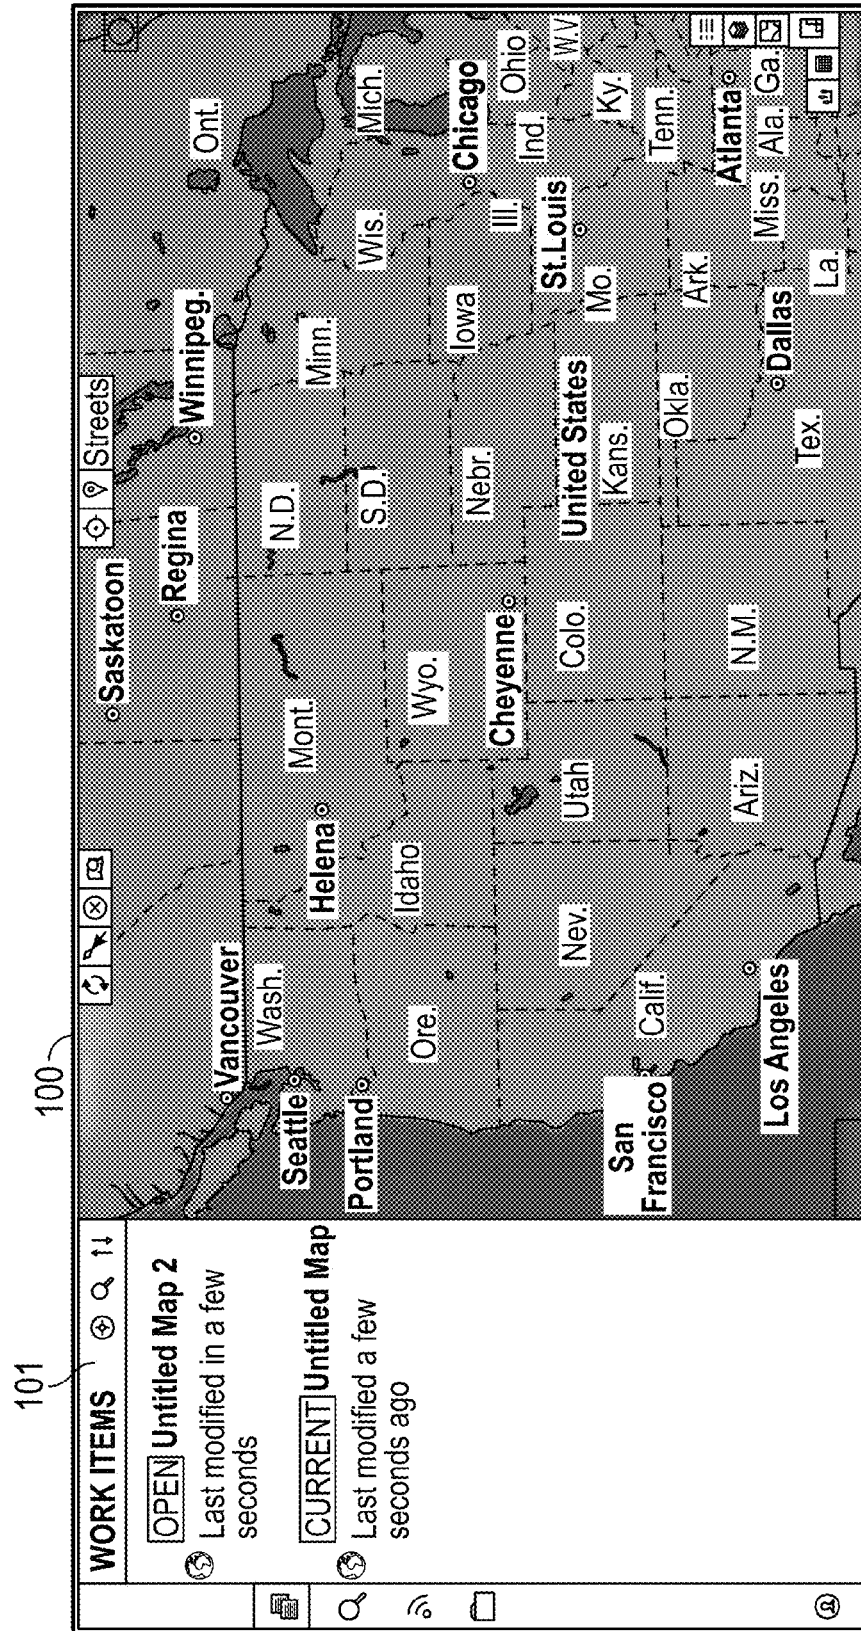 100
101
WORK ITEMS
OPEN Untitled Map 2
Last modified in a few
seconds
CURRENT Untitled Map
Last modified a few
seconds ago
Streets
Saskatoon
Regina
Winnipeg.
Ont.
Vancouver
Wash.
Seattle
Portland
Ore.
Helena
Mont.
Idaho
N.D.
S.D.
Minn.
Wis.
Mich.
Wyo.
Cheyenne
Nebr.
Iowa
Chicago
Ill.
Ind.
Ohio
W.V
Nev.
Utah
Colo.
United States
Kans.
Mo.
St.Louis
Ky.
Calif.
San
Francisco
Los Angeles
Ariz.
N.M.
Okla.
Tex.
Dallas
Ark.
Tenn.
Miss.
La.
Ala.
Atlanta
Ga.